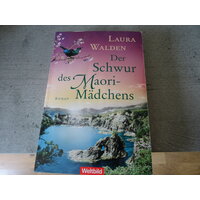 LAURA
WALDEN
Der
Schwur
des Maori-
Mädchens
Roman
Weltbild